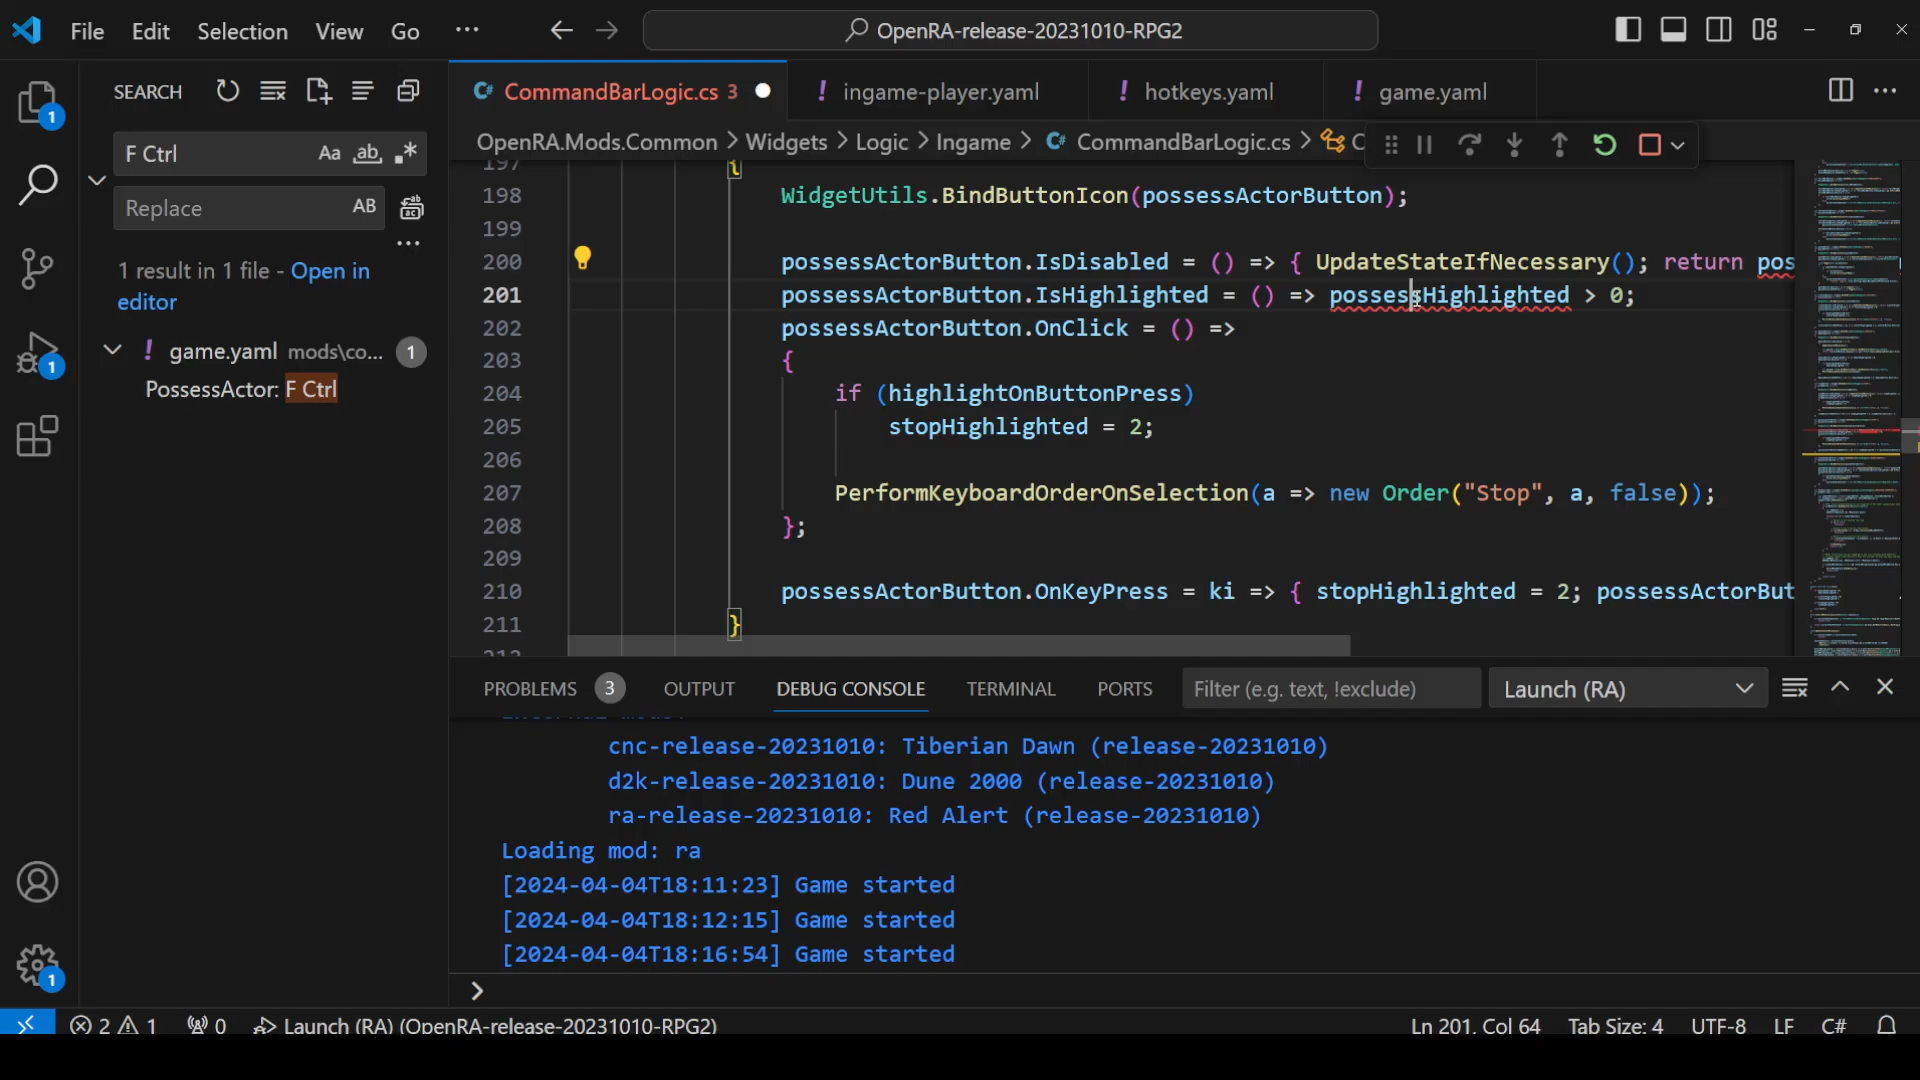 File Edit Selection View Go ··· OpenRA-release-20231010-RPG2
SEARCH
F Ctrl Aa ab
Replace AB
1 result in 1 file - Open in
editor
game.yaml mods\co... 1
PossessActor: F Ctrl
CommandBarLogic.cs 3 ingame-player.yaml hotkeys.yaml game.yaml
OpenRA.Mods.Common > Widgets > Logic > Ingame > CommandBarLogic.cs > C
197 {
198 WidgetUtils.BindButtonIcon(possessActorButton);
199
200 possessActorButton.IsDisabled = () => { UpdateStateIfNecessary(); return pos
201 possessActorButton.IsHighlighted = () => possessHighlighted > 0;
202 possessActorButton.OnClick = () =>
203 {
204 if (highlightOnButtonPress)
205 stopHighlighted = 2;
206
207 PerformKeyboardOrderOnSelection(a => new Order("Stop", a, false));
208 };
209
210 possessActorButton.OnKeyPress = ki => { stopHighlighted = 2; possessActorBut
211 }
PROBLEMS 3 OUTPUT DEBUG CONSOLE TERMINAL PORTS Filter (e.g. text, !exclude) Launch (RA)
cnc-release-20231010: Tiberian Dawn (release-20231010)
d2k-release-20231010: Dune 2000 (release-20231010)
ra-release-20231010: Red Alert (release-20231010)
Loading mod: ra
[2024-04-04T18:11:23] Game started
[2024-04-04T18:12:15] Game started
[2024-04-04T18:16:54] Game started
>
1
1
1
2 1 0 Launch (RA) (OpenRA-release-20231010-RPG2) Ln 201, Col 64 Tab Size: 4 UTF-8 LF C#